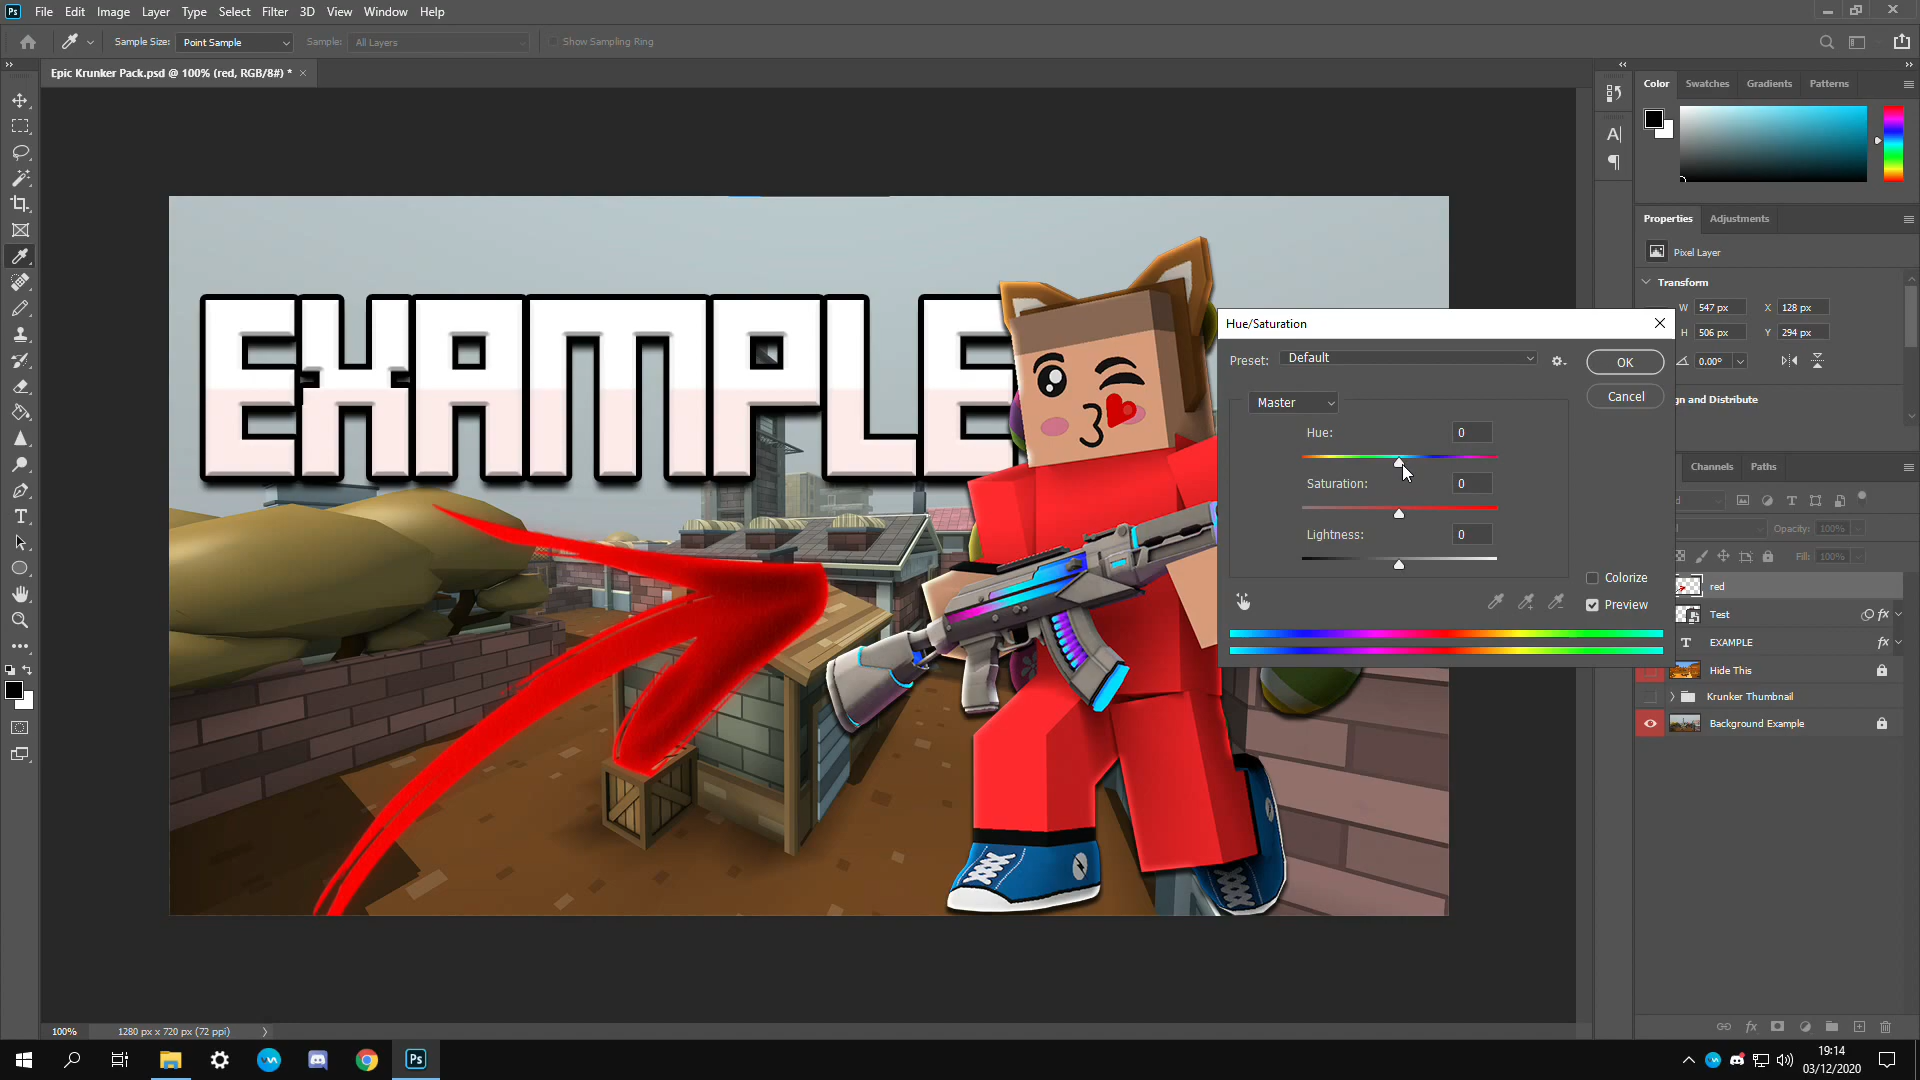 Ps File Edit Image Layer Type Select Filter 3D View Window Help
Sample Size: Point Sample Sample: All Layers Show Sampling Ring
Epic Krunker Pack.psd @ 100% (red, RGB/8#) * ×
Color Swatches Gradients Patterns
Properties Adjustments
Pixel Layer
Transform
W 547 px X 128 px
H 506 px Y 294 px
0.00°
gn and Distribute
Channels Paths
Opacity: 100%
Fill: 100%
red
Test fx
EXAMPLE fx
Hide This
Krunker Thumbnail
Background Example
EXAMPLE
Hue/Saturation
Preset: Default
OK
Cancel
Master
Hue: 0
Saturation: 0
Lightness: 0
Colorize
Preview
100% 1280 px x 720 px (72 ppi)
Ps
19:14
03/12/2020